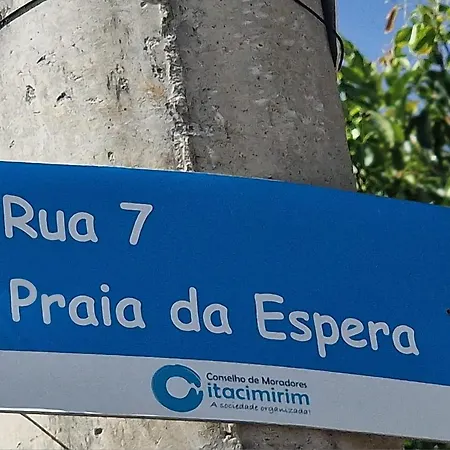 Rua 7
Praia da Espera
Conselho de Moradores
itacimirim
A sociedade organizada!